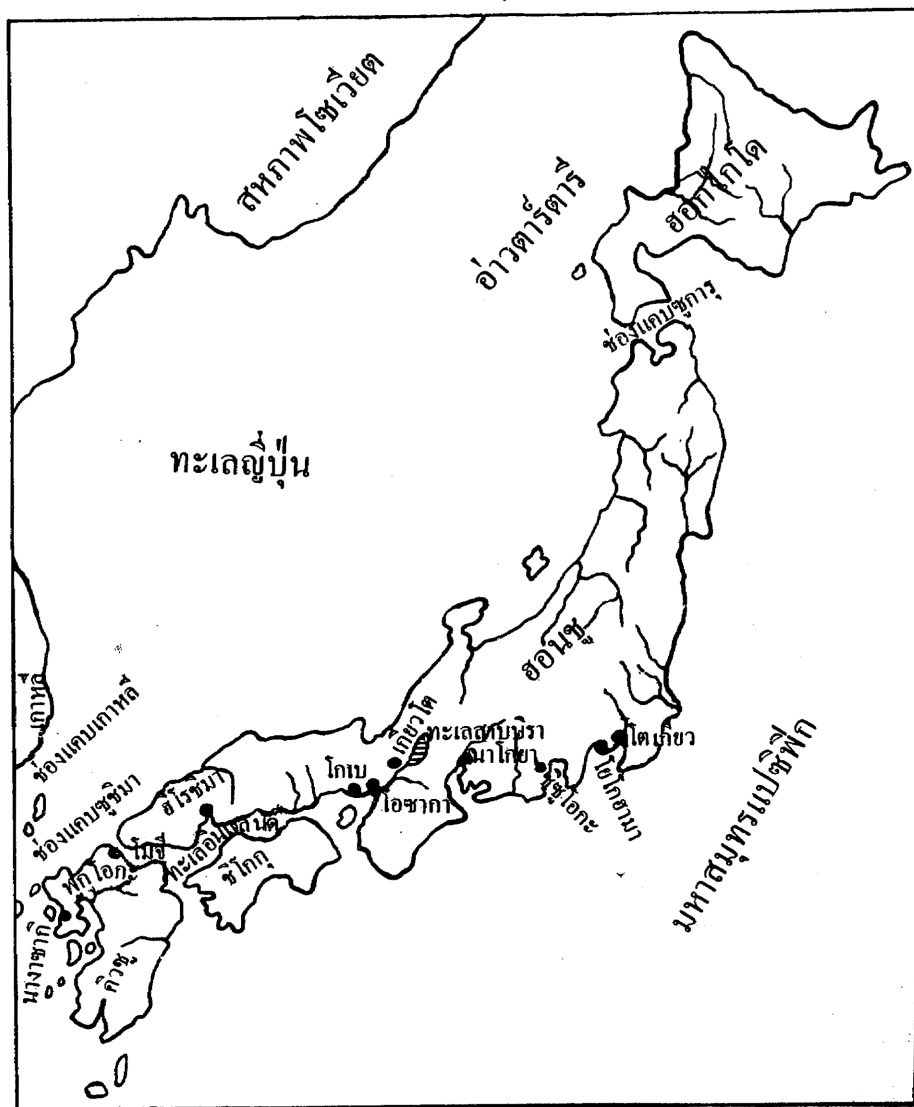 สหภาพโซเวียต
อ่าวตาร์ตารี
ฮอกไกโด
ช่องแคบซูการุ
ทะเลญี่ปุ่น
ฮอนชู
เกาหลี
ช่องแคบเกาหลี
ช่องแคบซูชิมา
เกียวโต
ทะเลสาบบิวา
นาโกยา
โตเกียว
โยโกฮามา
โกเบ
โอซากา
ฮิโรชิมา
ทะเลอินแลนด์
ชิโกกุ
โมจิ
ฟูกูโอกะ
นางาซากิ
คิวชู
มหาสมุทรแปซิฟิก